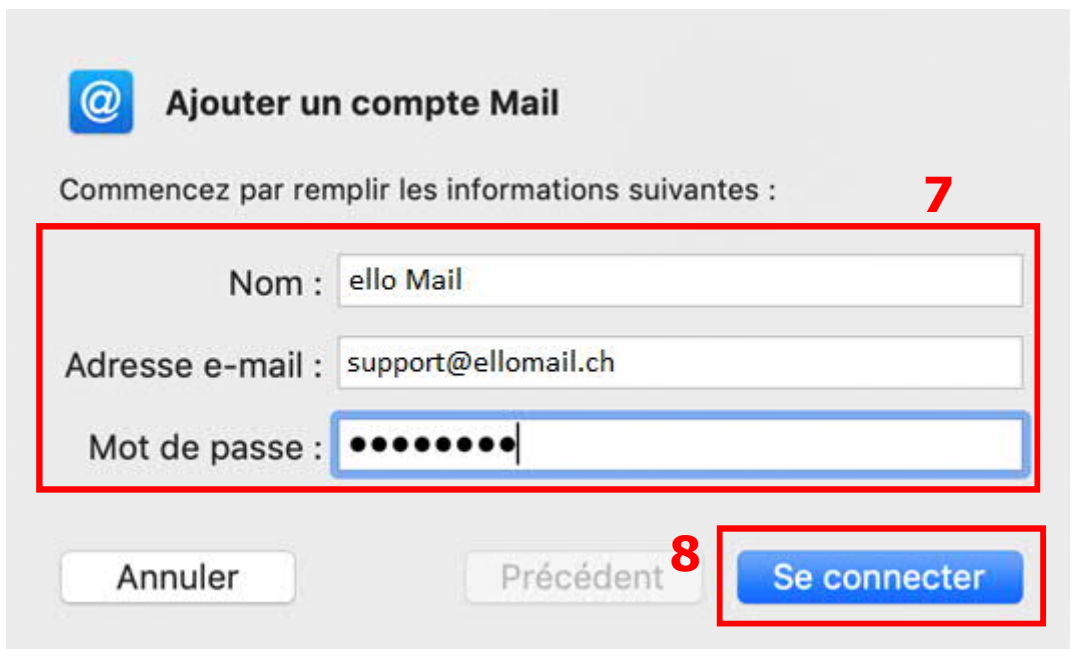 @ Ajouter un compte Mail
Commencez par remplir les informations suivantes :
7
Nom : ello Mail
Adresse e-mail : support@ellomail.ch
Mot de passe : ●●●●●●●●
Annuler Précédent 8 Se connecter